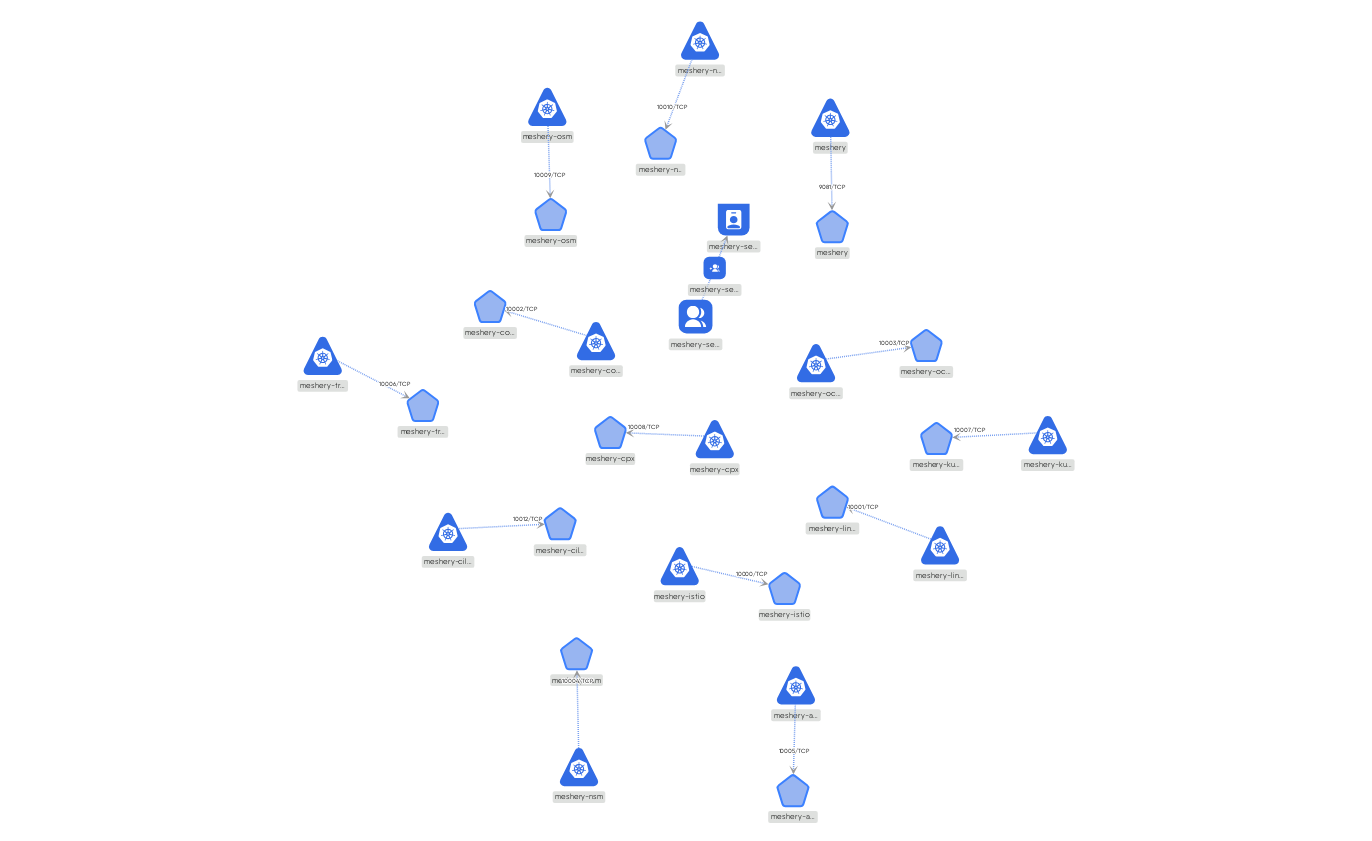 meshery-n...
10010/TCP
meshery-n...
meshery-osm
10009/TCP
meshery-osm
meshery
9081/TCP
meshery
meshery-se...
meshery-se...
meshery-se...
10002/TCP
meshery-co...
meshery-co...
meshery-tr...
10006/TCP
meshery-tr...
10003/TCP
meshery-oc...
meshery-oc...
10008/TCP
meshery-cpx
meshery-cpx
10007/TCP
meshery-ku...
meshery-ku...
10012/TCP
meshery-cil...
meshery-cil...
10001/TCP
meshery-lin...
meshery-lin...
meshery-istio
10000/TCP
meshery-istio
meshery-nsm
meshery-a...
10005/TCP
meshery-a...